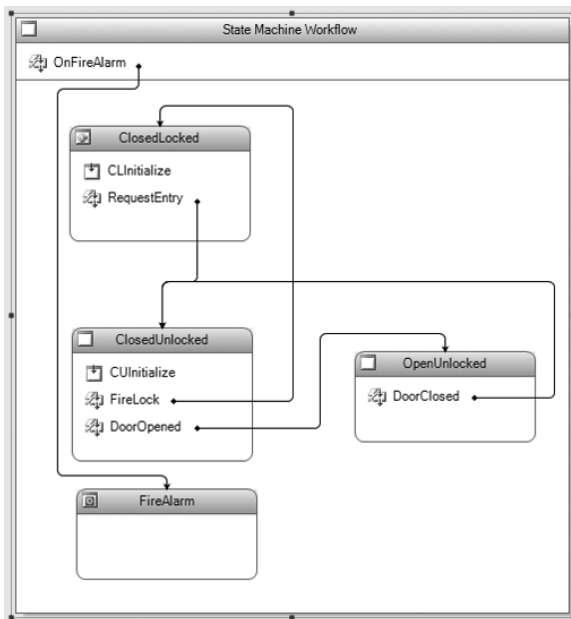 State Machine Workflow
OnFireAlarm
ClosedLocked
CLInitialize
RequestEntry
ClosedUnlocked
CUInitialize
FireLock
DoorOpened
OpenUnlocked
DoorClosed
FireAlarm